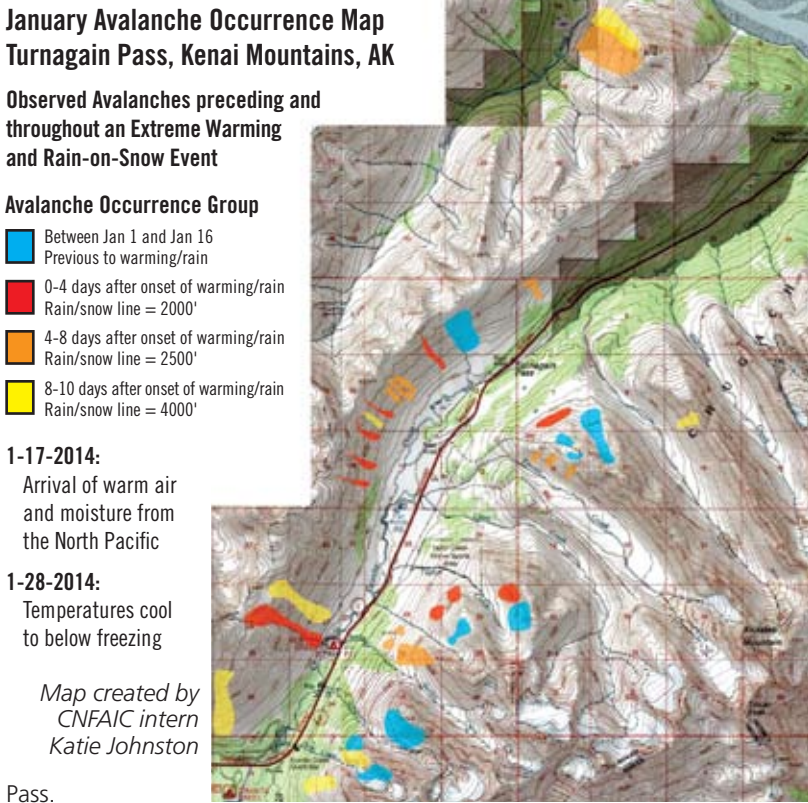 January Avalanche Occurrence Map
Turnagain Pass, Kenai Mountains, AK
Observed Avalanches preceding and
throughout an Extreme Warming
and Rain-on-Snow Event
Avalanche Occurrence Group
Between Jan 1 and Jan 16
Previous to warming/rain
0-4 days after onset of warming/rain
Rain/snow line = 2000'
4-8 days after onset of warming/rain
Rain/snow line = 2500'
8-10 days after onset of warming/rain
Rain/snow line = 4000'
1-17-2014:
Arrival of warm air
and moisture from
the North Pacific
1-28-2014:
Temperatures cool
to below freezing
Map created by
CNFAIC intern
Katie Johnston
Pass.
Turnagain
C H U G A C H
Mountain